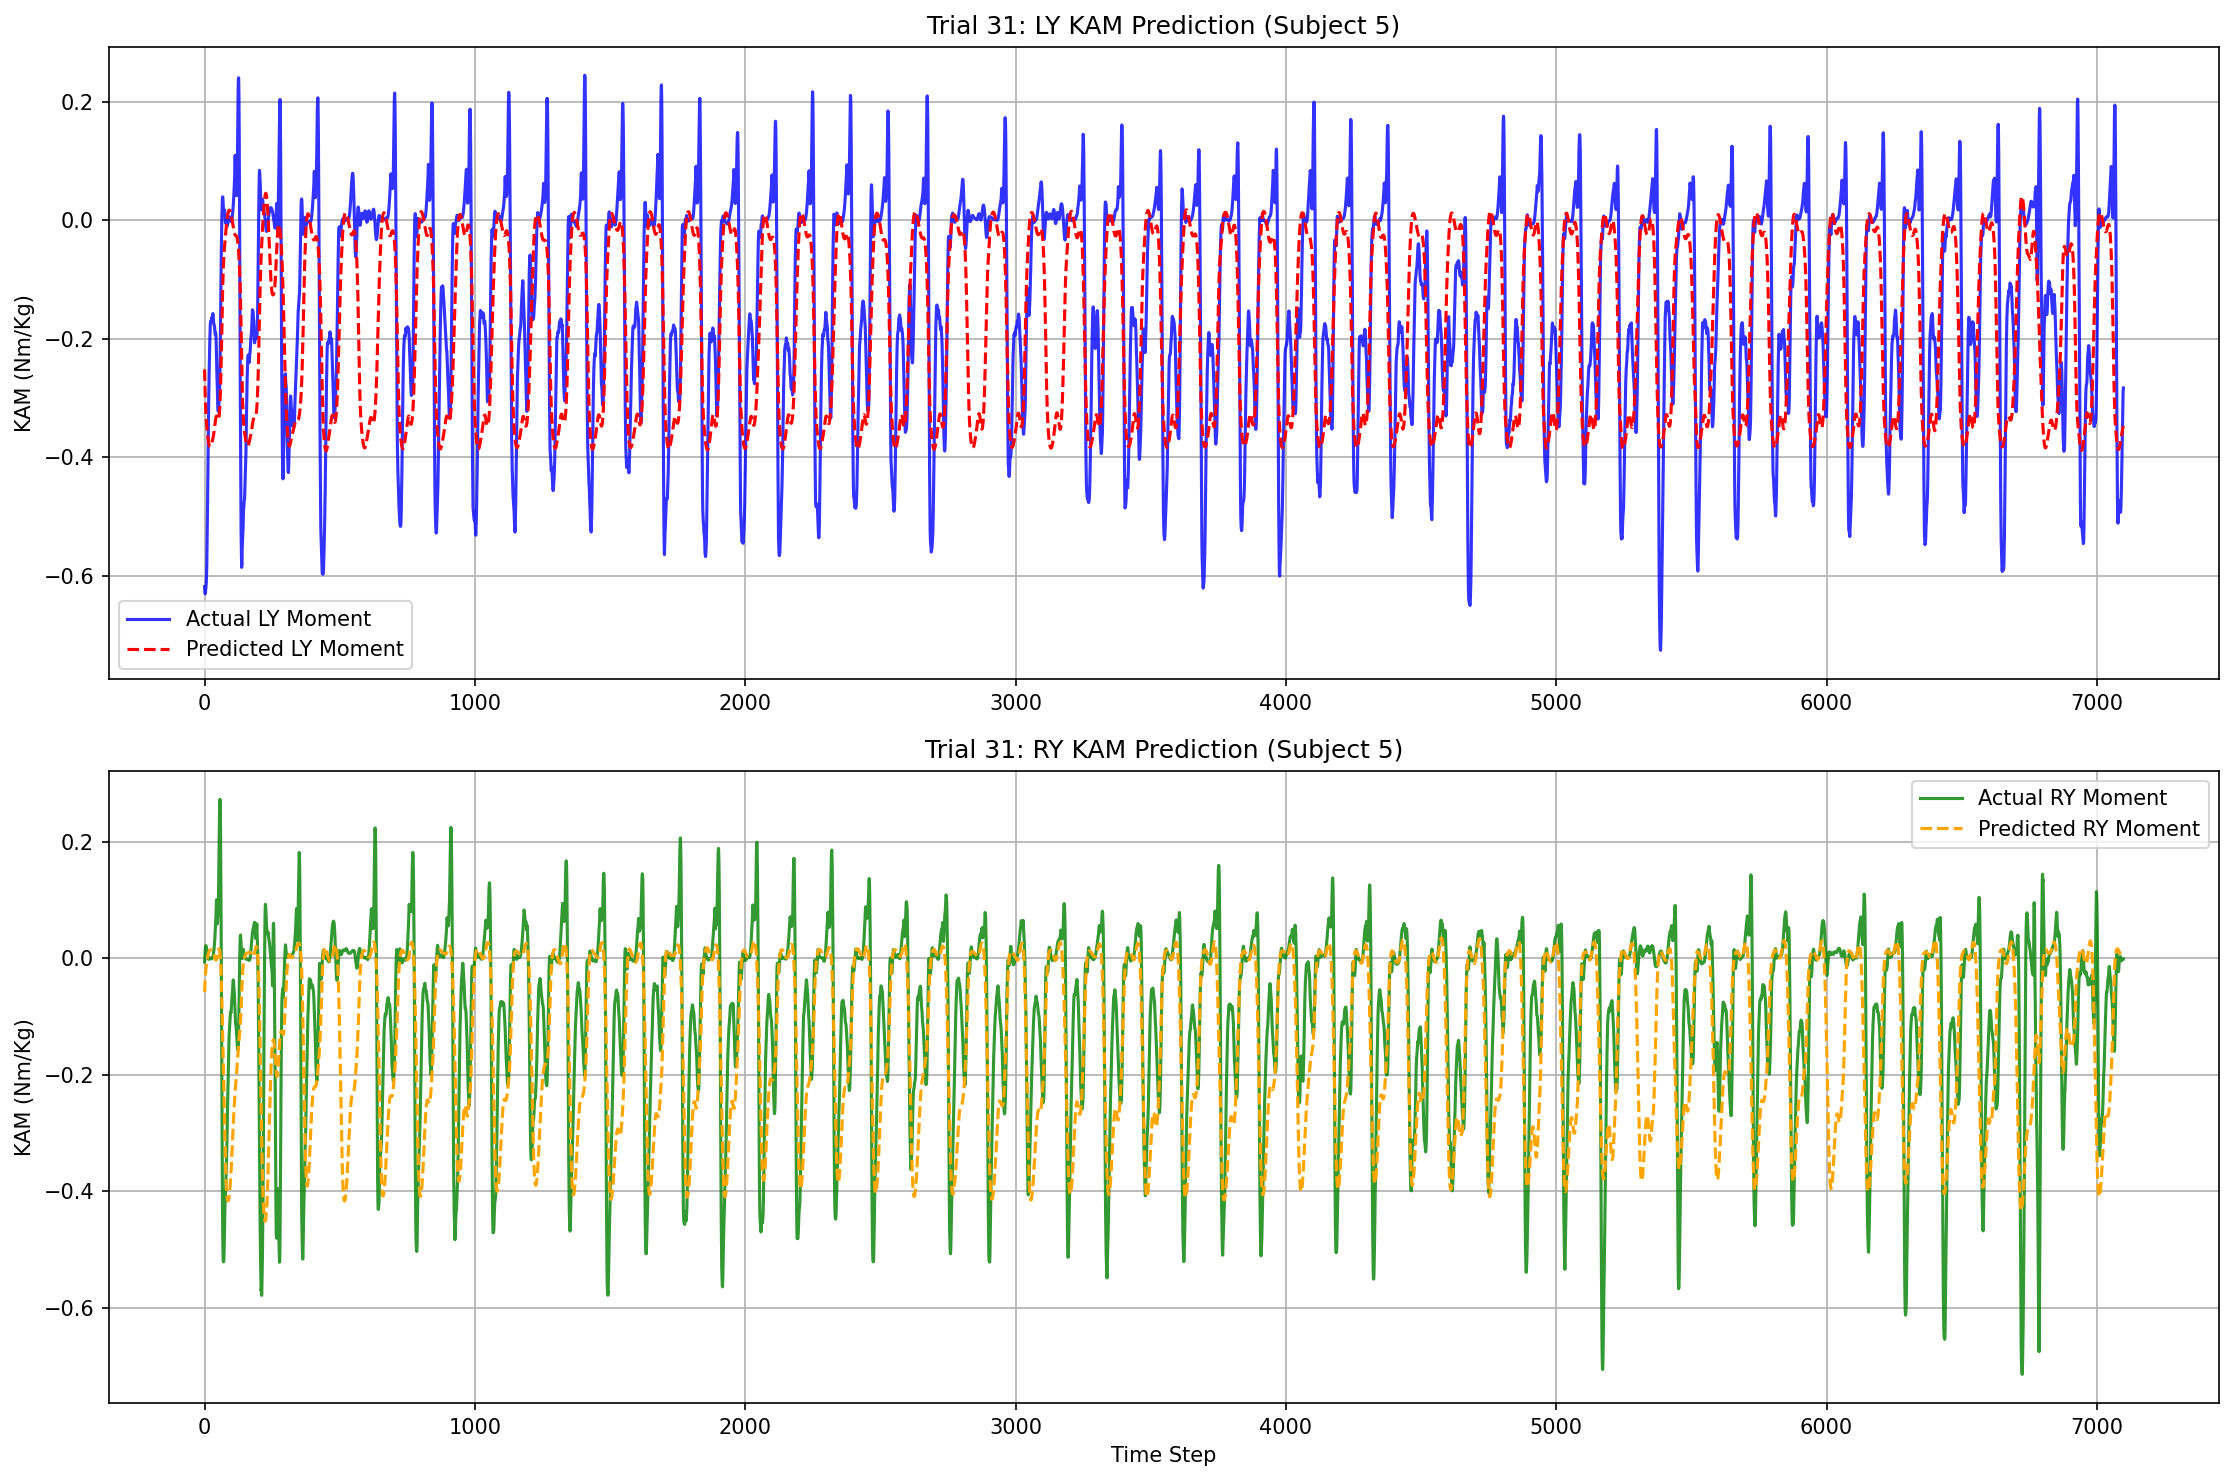 Trial 31: LY KAM Prediction (Subject 5)
KAM (Nm/Kg)
0.2
0.0
−0.2
−0.4
−0.6
Actual LY Moment
Predicted LY Moment
0 1000 2000 3000 4000 5000 6000 7000
Trial 31: RY KAM Prediction (Subject 5)
KAM (Nm/Kg)
0.2
0.0
−0.2
−0.4
−0.6
Actual RY Moment
Predicted RY Moment
0 1000 2000 3000 4000 5000 6000 7000
Time Step